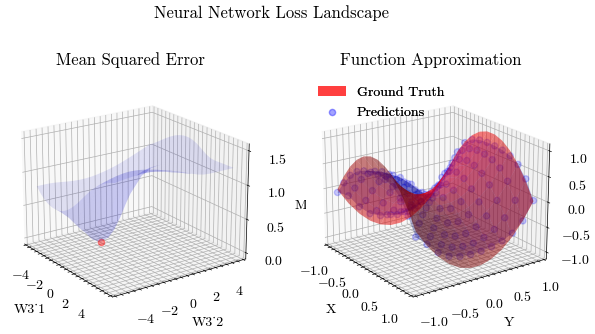 Neural Network Loss Landscape
Mean Squared Error
1.5
1.0
0.5
0.0
M
−4
−2
0
2
4
W3˙1
−4
−2
0
2
4
W3˙2
Function Approximation
Ground Truth
Predictions
1.0
0.5
0.0
−0.5
−1.0
−1.0
−0.5
0.0
0.5
1.0
X
−1.0
−0.5
0.0
0.5
1.0
Y